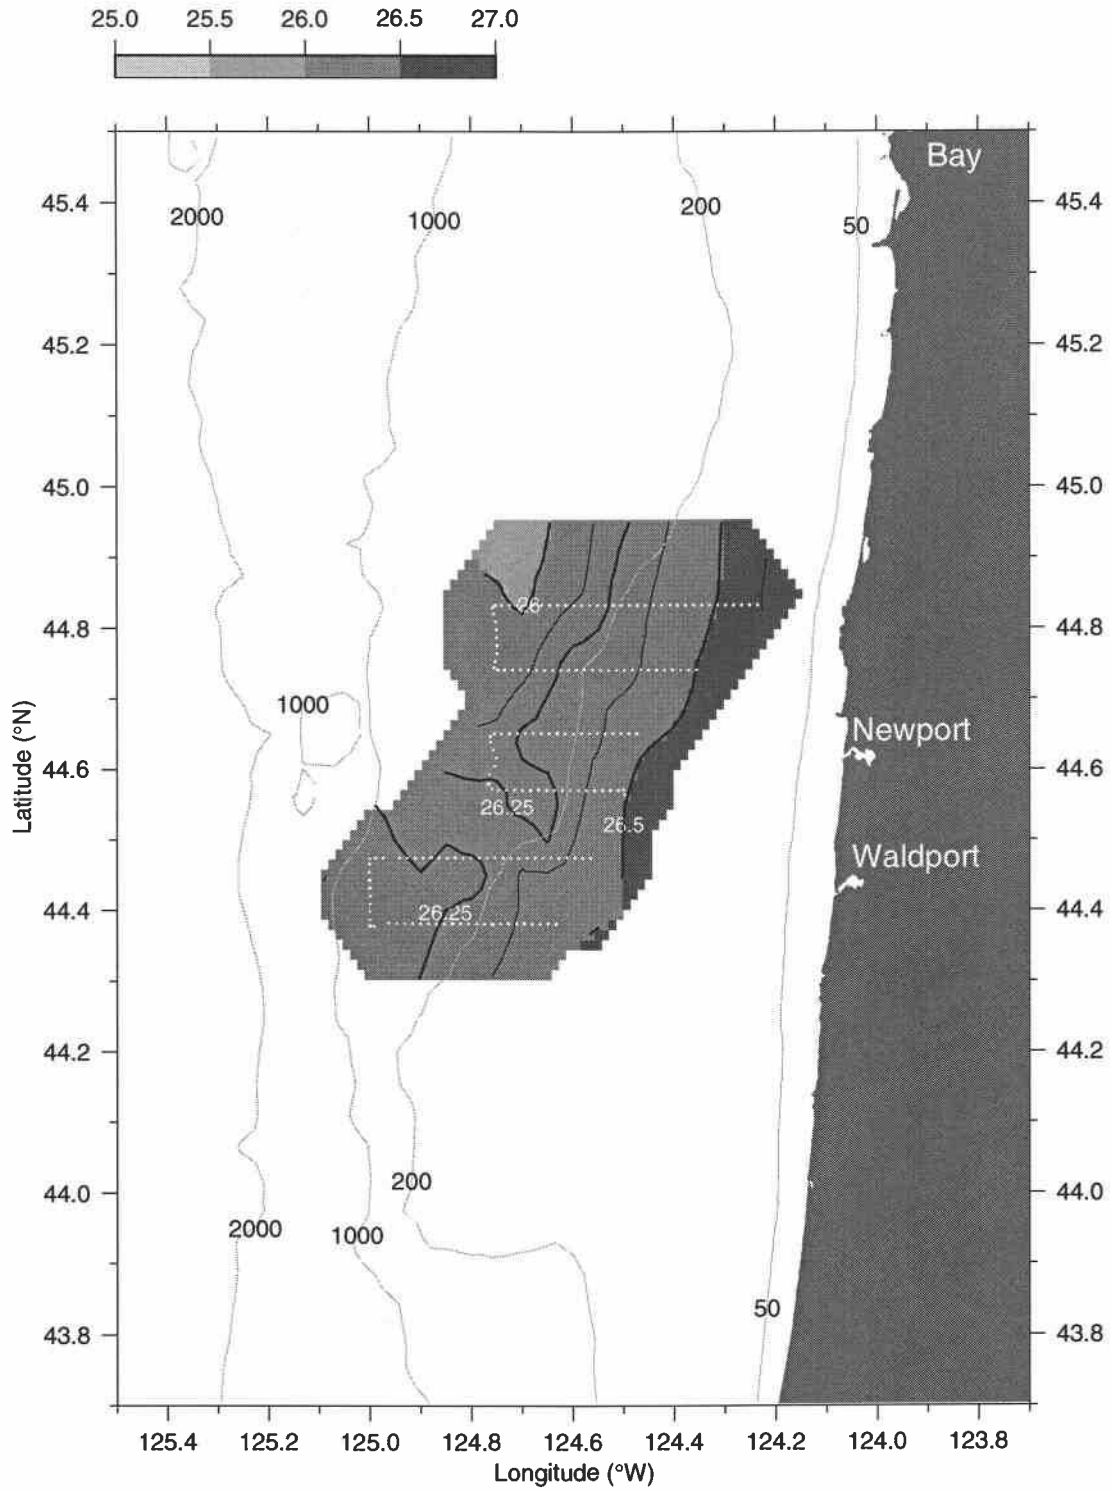 25.0 25.5 26.0 26.5 27.0
Bay
45.4 2000 1000 200 50 45.4
45.2 45.2
45.0 45.0
44.8 26 44.8
1000 Newport
Latitude (°N)
44.6 44.6
26.25 26.5
Waldport
44.4 26.25 44.4
44.2 44.2
200
44.0 44.0
2000 1000
50
43.8 43.8
125.4 125.2 125.0 124.8 124.6 124.4 124.2 124.0 123.8
Longitude (°W)